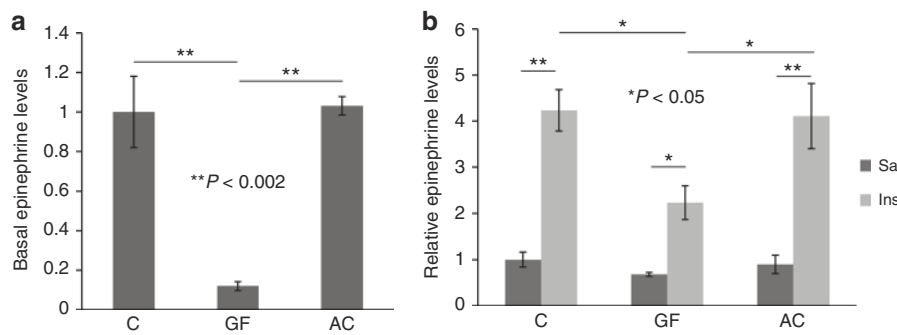 a
Basal epinephrine levels
1.4
1.2
1
0.8
0.6
0.4
0.2
0
**
**
**P < 0.002
C
GF
AC
b
Relative epinephrine levels
6
5
4
3
2
1
0
*
*
**
**
*P < 0.05
*
C
GF
AC
Sa
Ins